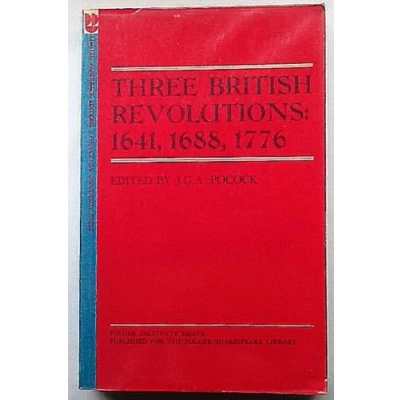 THREE BRITISH
REVOLUTIONS:
1641, 1688, 1776
EDITED BY J.G.A. POCOCK
FOLGER INSTITUTE ESSAYS
PUBLISHED FOR THE FOLGER SHAKESPEARE LIBRARY